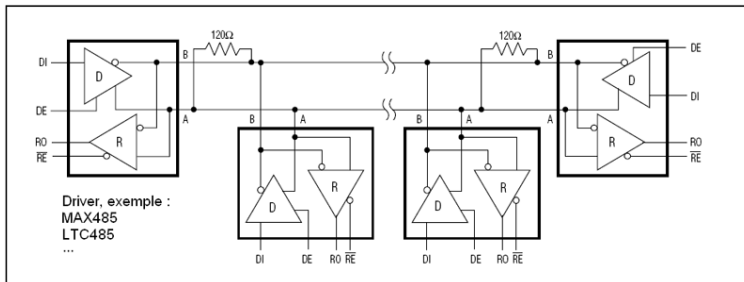 120Ω
120Ω
B
B
DI
D
DE
A
RO
R
RE
B
A
B
A
A
DE
D
DI
R
RO
RE
D
R
D
R
Driver, exemple :
MAX485
LTC485
...
DI
DE
RO
RE
DI
DE
RO
RE